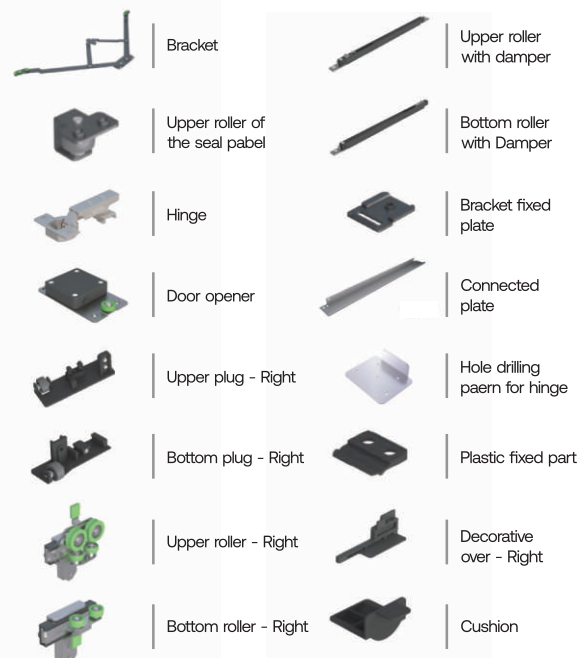 Bracket
Upper roller of
the seal pabel
Hinge
Door opener
Upper plug - Right
Bottom plug - Right
Upper roller - Right
Bottom roller - Right
Upper roller
with damper
Bottom roller
with Damper
Bracket fixed
plate
Connected
plate
Hole drilling
paern for hinge
Plastic fixed part
Decorative
over - Right
Cushion